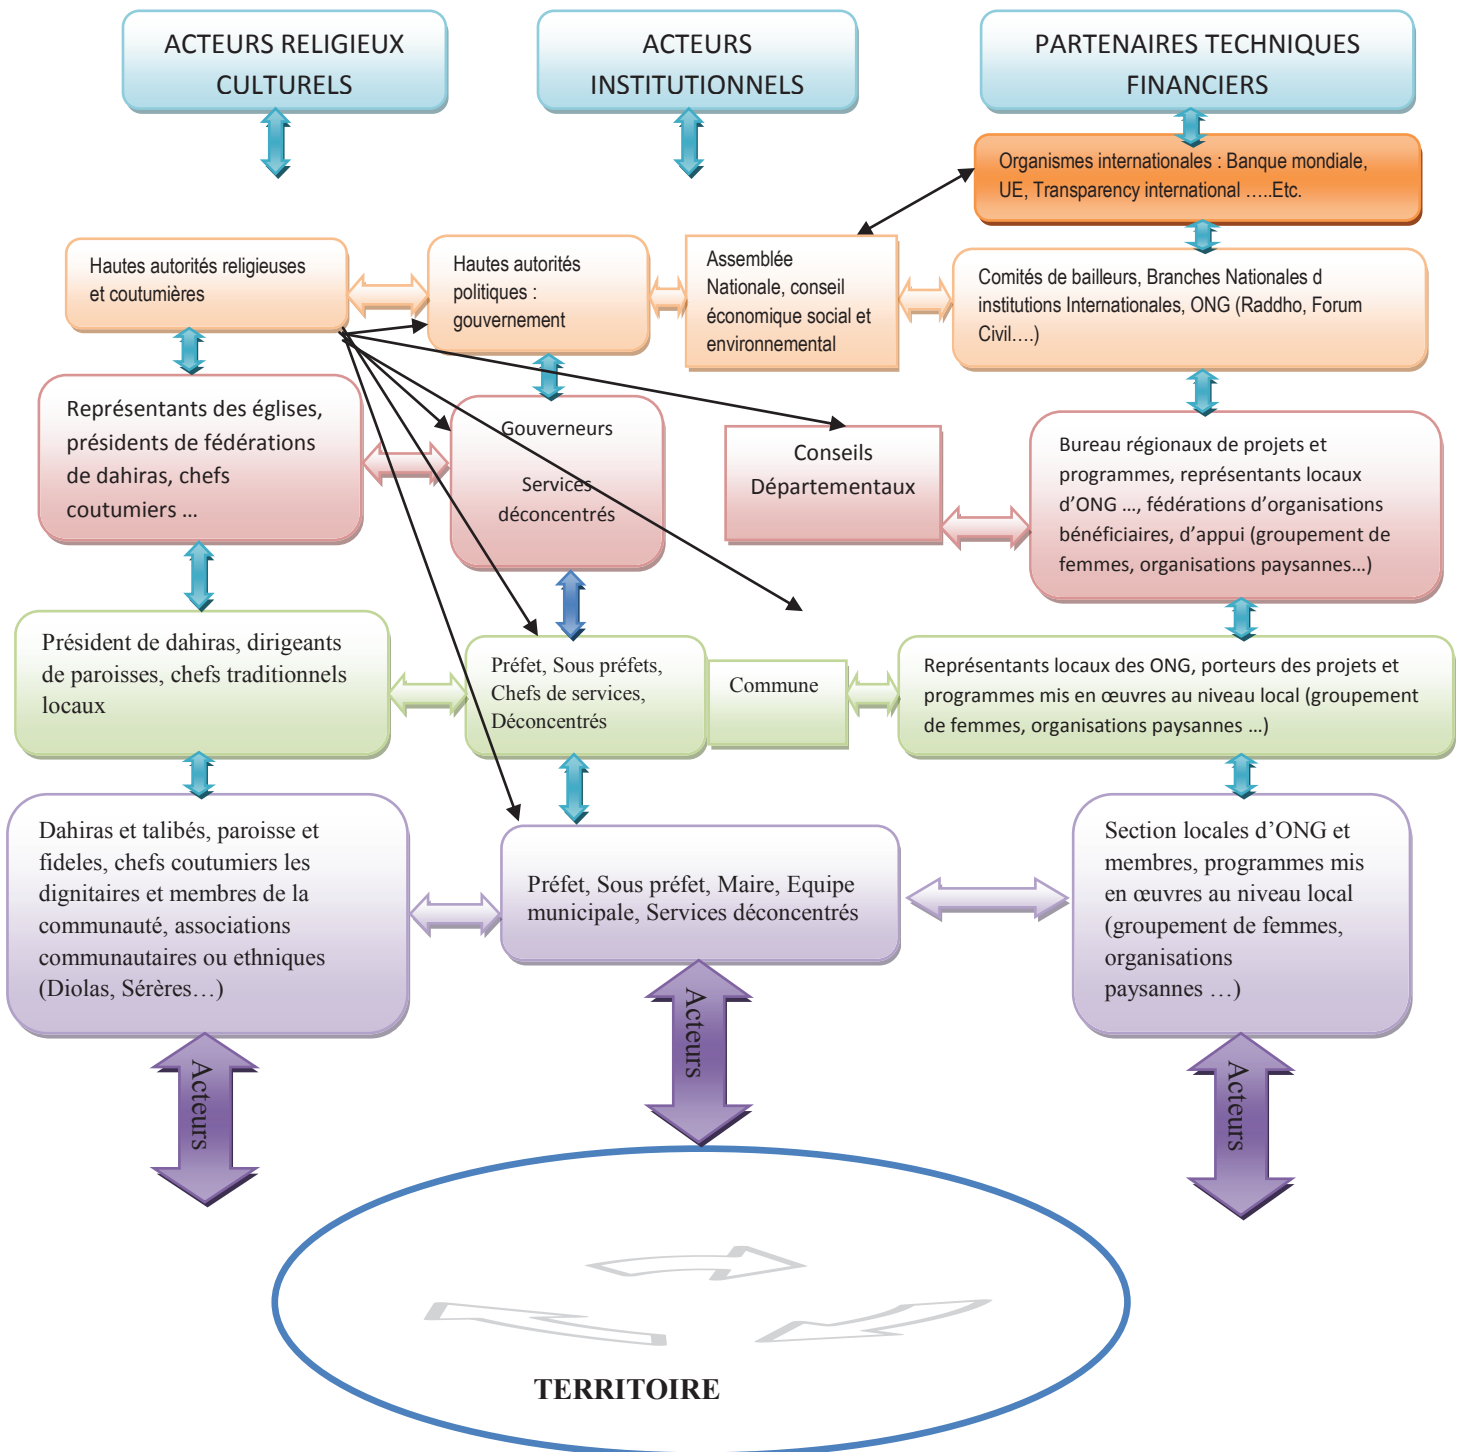 ACTEURS RELIGIEUX
CULTURELS
ACTEURS
INSTITUTIONNELS
PARTENAIRES TECHNIQUES
FINANCIERS
Organismes internationales : Banque mondiale,
UE, Transparency international …..Etc.
Hautes autorités religieuses
et coutumières
Hautes autorités
politiques :
gouvernement
Assemblée
Nationale, conseil
économique social et
environnemental
Comités de bailleurs, Branches Nationales d
institutions Internationales, ONG (Raddho, Forum
Civil….)
Représentants des églises,
présidents de fédérations
de dahiras, chefs
coutumiers …
Gouverneurs
Services
déconcentrés
Conseils
Départementaux
Bureau régionaux de projets et
programmes, représentants locaux
d’ONG …, fédérations d’organisations
bénéficiaires, d’appui (groupement de
femmes, organisations paysannes…)
Président de dahiras, dirigeants
de paroisses, chefs traditionnels
locaux
Préfet, Sous préfets,
Chefs de services,
Déconcentrés
Commune
Représentants locaux des ONG, porteurs des projets et
programmes mis en œuvres au niveau local (groupement
de femmes, organisations paysannes …)
Dahiras et talibés, paroisse et
fideles, chefs coutumiers les
dignitaires et membres de la
communauté, associations
communautaires ou ethniques
(Diolas, Sérères…)
Préfet, Sous préfet, Maire, Equipe
municipale, Services déconcentrés
Section locales d’ONG et
membres, programmes mis
en œuvres au niveau local
(groupement de femmes,
organisations
paysannes …)
Acteurs
Acteurs
Acteurs
TERRITOIRE